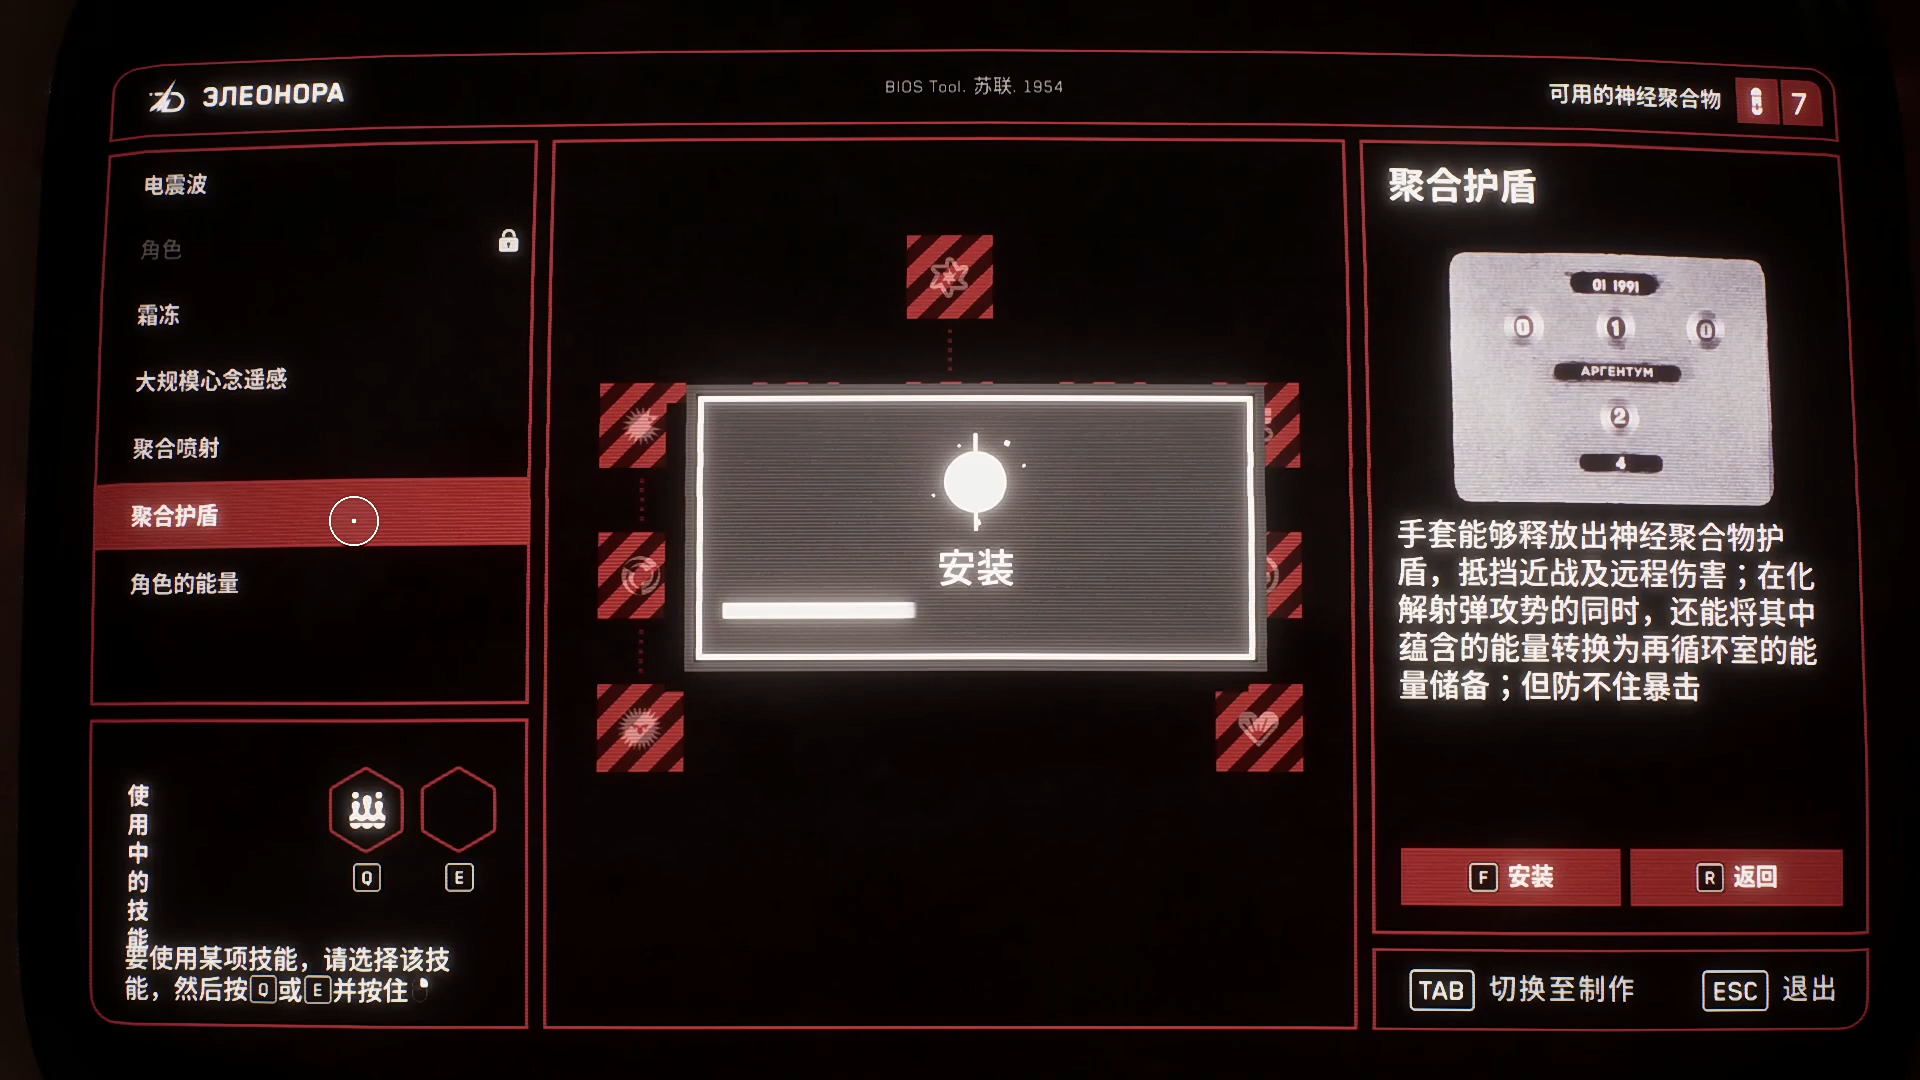 ЭЛЕОНОРА
BIOS Tool. 苏联. 1954
可用的神经聚合物
7
电震波
角色
霜冻
大规模心念遥感
聚合喷射
聚合护盾
角色的能量
使用中的技能
Q
E
要使用某项技能，请选择该技
能，然后按Q或E并按住
安装
聚合护盾
01 1991
0 1 0
АРГЕНТУМ
2
4
手套能够释放出神经聚合物护
盾，抵挡近战及远程伤害；在化
解射弹攻势的同时，还能将其中
蕴含的能量转换为再循环室的能
量储备；但防不住暴击
F 安装
R 返回
TAB 切换至制作
ESC 退出